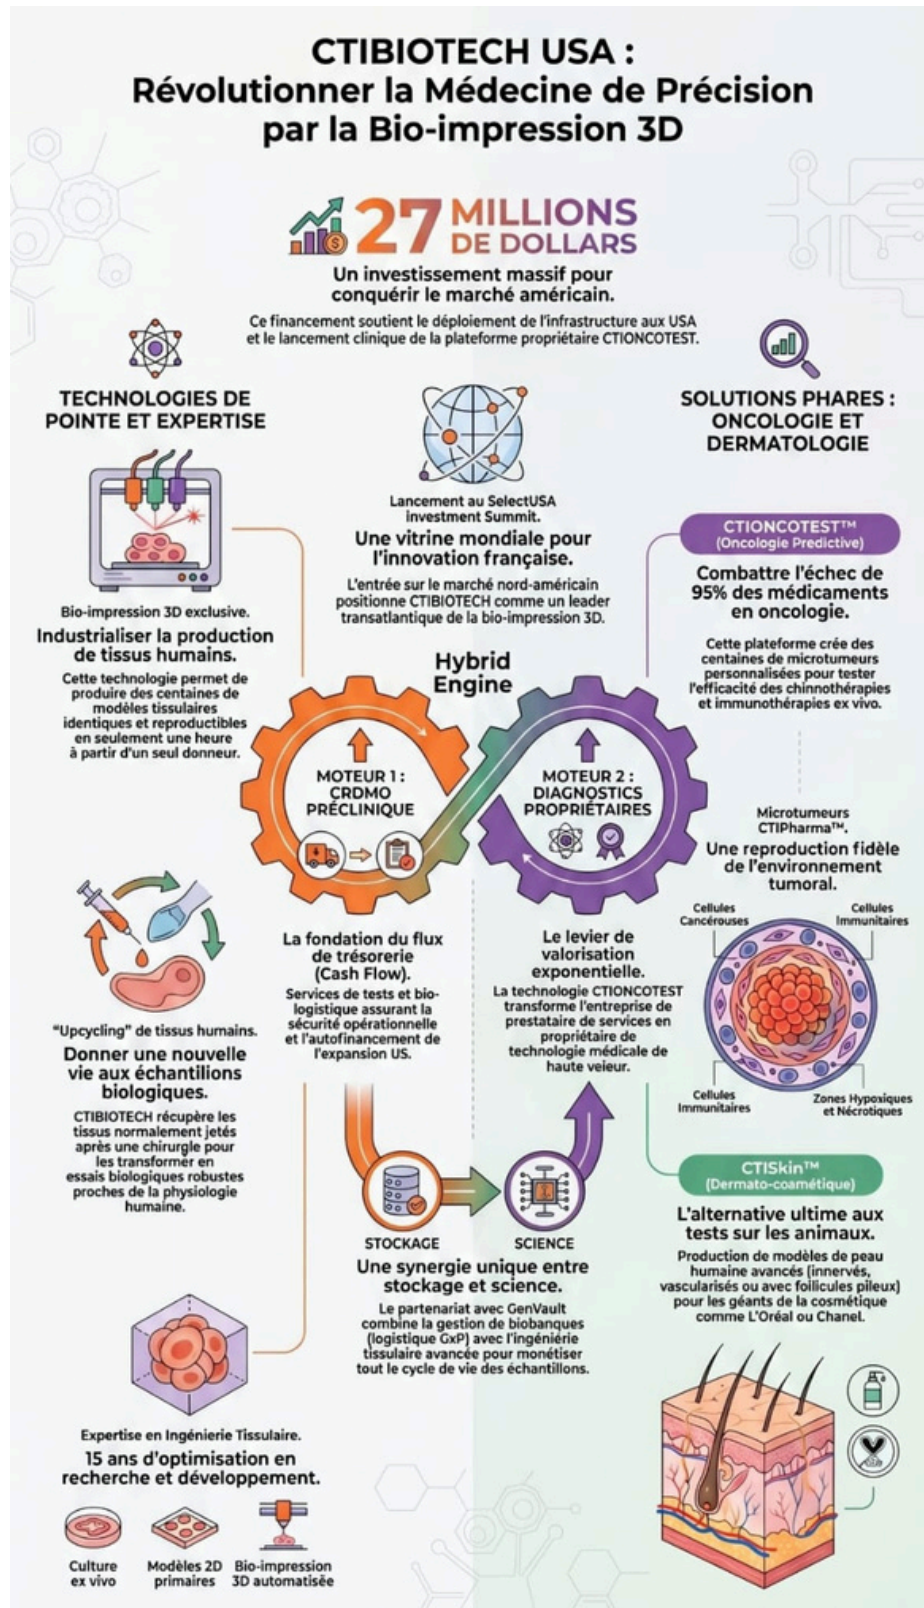 CTIBIOTECH USA :
Révolutionner la Médecine de Précision
par la Bio-impression 3D
27 MILLIONS
DE DOLLARS
Un investissement massif pour
conquérir le marché américain.
Ce financement soutient le déploiement de l'infrastructure aux USA
et le lancement clinique de la plateforme propriétaire CTIONCOTEST.
TECHNOLOGIES DE
POINTE ET EXPERTISE
Bio-impression 3D exclusive.
Industrialiser la production
de tissus humains.
Cette technologie permet de
produire des centaines de
modèles tissulaires
identiques et reproductibles
en seulement une heure
à partir d'un seul donneur.
"Upcycling" de tissus humains.
Donner une nouvelle
vie aux échantilions
biologiques.
CTIBIOTECH récupère les
tissus normalement jetés
après une chirurgle pour
les transformer en
essais biologiques robustes
proches de la physiologie
humaine.
Expertise en Ingénierie Tissulaire.
15 ans d'optimisation en
recherche et développement.
Culture
ex vivo
Modèles 2D
primaires
Bio-impression
3D automatisée
Lancement au SelectUSA
investment Summit.
Une vitrine mondiale pour
l'innovation française.
L'entrée sur le marché nord-américain
positionne CTIBIOTECH comme un leader
transatlantique de la bio-impression 3D.
Hybrid
Engine
MOTEUR 1 :
CRDMO
PRÉCLINIQUE
MOTEUR 2 :
DIAGNOSTICS
PROPRIÉTAIRES
La fondation du flux
de trésorerie
(Cash Flow).
Services de tests et bio-
logistique assurant la
sécurité opérationnelle
et l'autofinancement de
l'expansion US.
Le levier de
valorisation
exponentielle.
La technologie CTIONCOTEST
transforme l'entreprise de
prestataire de services en
propriétaire de
technologie médicale de
haute veieur.
STOCKAGE
SCIENCE
Une synergie unique entre
stockage et science.
Le partenariat avec GenVault
combine la gestion de biobanques
(logistique GxP) avec l'ingéniérie
tissulaire avancée pour monétiser
tout le cycle de vie des échantillons.
SOLUTIONS PHARES :
ONCOLOGIE ET
DERMATOLOGIE
CTIONCOTEST™
(Oncologie Predictive)
Combattre l'échec de
95% des médicaments
en oncologie.
Cette plateforme crée des
centaines de microtumeurs
personnalisées pour tester
l'efficacité des chinnothérapies
et immunothérapies ex vivo.
Microtumeurs
CTIPharma™.
Une reproduction fidèle
de l'environement
tumoral.
Cellules
Cancérouses
Cellules
Immunitaires
Cellules
Immunitaires
Zones Hypoxiques
et Nécrotiques
CTISkin™
(Dermato-coamétique)
L'alternative ultime aux
tests sur les animaux.
Production de modèles de peau
humaine avancés (innervés,
vascularisés ou avec foilicules pileux)
pour les géants de la cosmétique
comme L'Oréal ou Chanel.